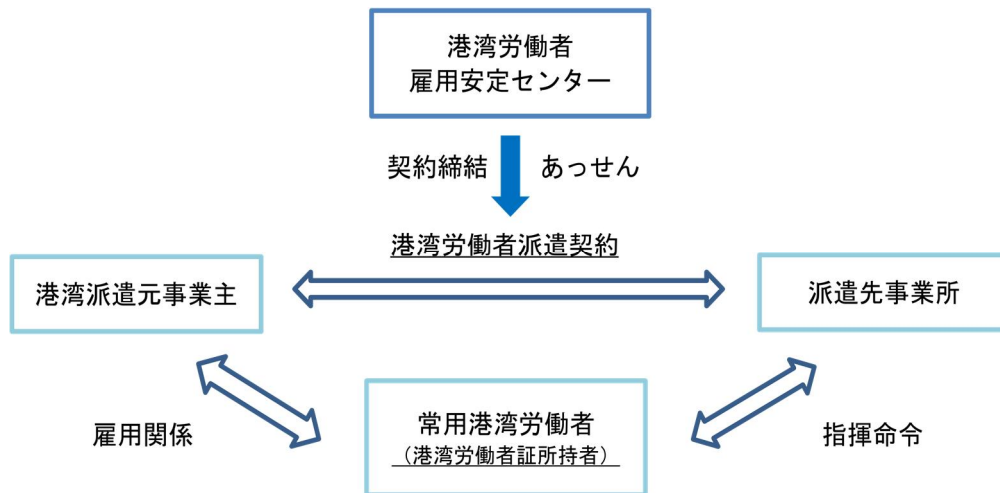 港湾労働者
雇用安定センター
契約締結 あっせん
港湾労働者派遣契約
港湾派遣元事業主
派遣先事業所
常用港湾労働者
（港湾労働者証所持者）
雇用関係
指揮命令